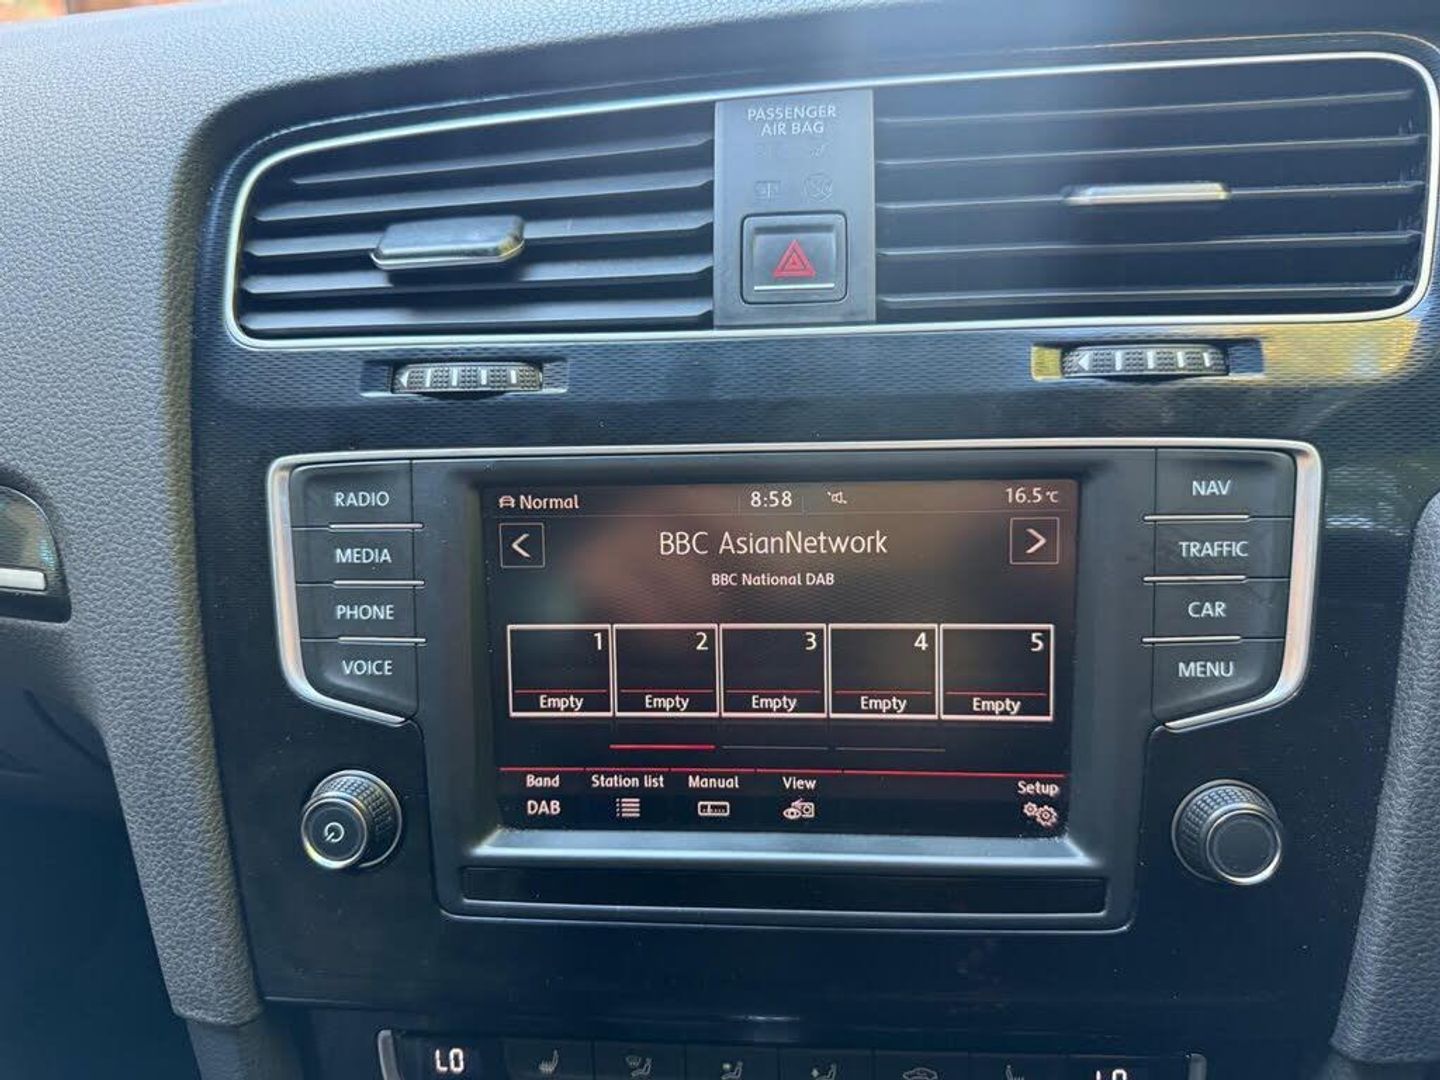 PASSENGER
AIR BAG
RADIO
MEDIA
PHONE
VOICE
Normal
8:58
16.5°C
BBC AsianNetwork
BBC National DAB
1
2
3
4
5
Empty
Empty
Empty
Empty
Empty
Band
Station list
Manual
View
Setup
DAB
NAV
TRAFFIC
CAR
MENU
LO
LO